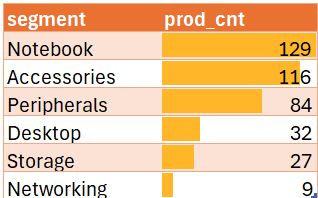 segment prod_cnt
Notebook 129
Accessories 116
Peripherals 84
Desktop 32
Storage 27
Networking 9